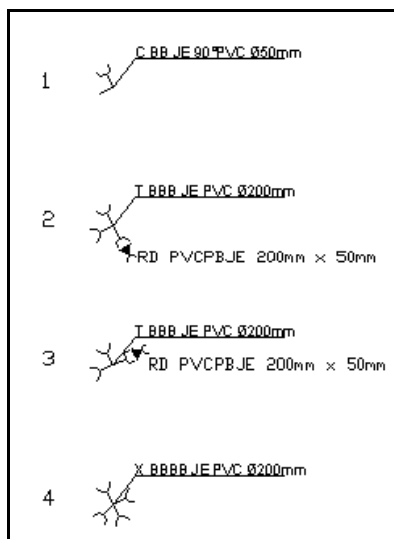 1
C BB JE 90°PVC Ø50mm
2
T BBB JE PVC Ø200mm
RD PVCPBJE 200mm x 50mm
3
T BBB JE PVC Ø200mm
RD PVCPBJE 200mm x 50mm
4
X BBBB JE PVC Ø200mm